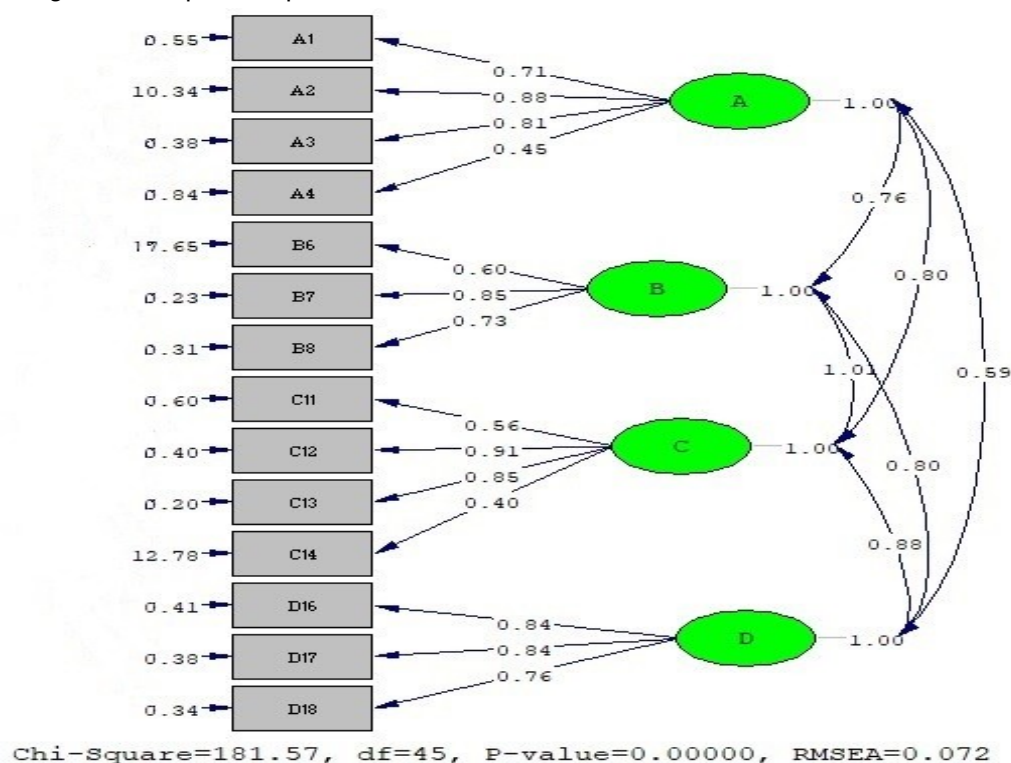 0.55 A1
0.71
10.34 A2
0.88
A
1.00
0.38 A3
0.81
0.45
0.84 A4
0.76
17.65 B6
0.60
0.80
0.23 B7
0.85
B
1.00
0.31 B8
0.73
1.01
0.59
0.60 C11
0.56
0.40 C12
0.91
C
1.00
0.85
0.80
0.20 C13
0.40
12.78 C14
0.88
0.41 D16
0.84
0.38 D17
0.84
D
1.00
0.76
0.34 D18
Chi-Square=181.57, df=45, P-value=0.00000, RMSEA=0.072